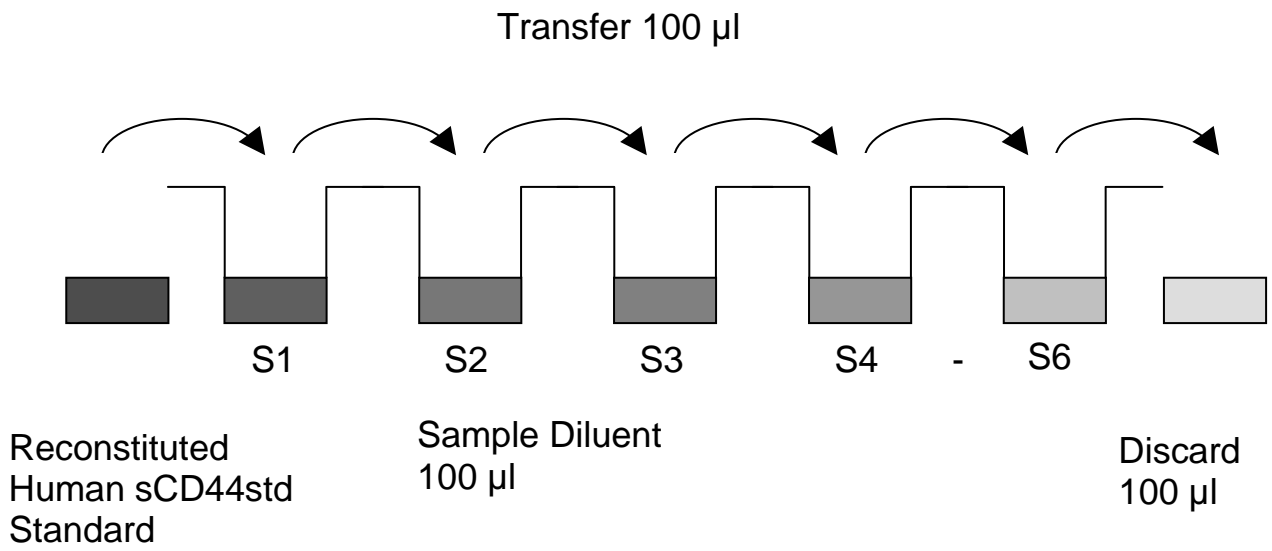 Transfer 100 µl
S1 S2 S3 S4 - S6
Reconstituted
Human sCD44std
Standard
Sample Diluent
100 µl
Discard
100 µl